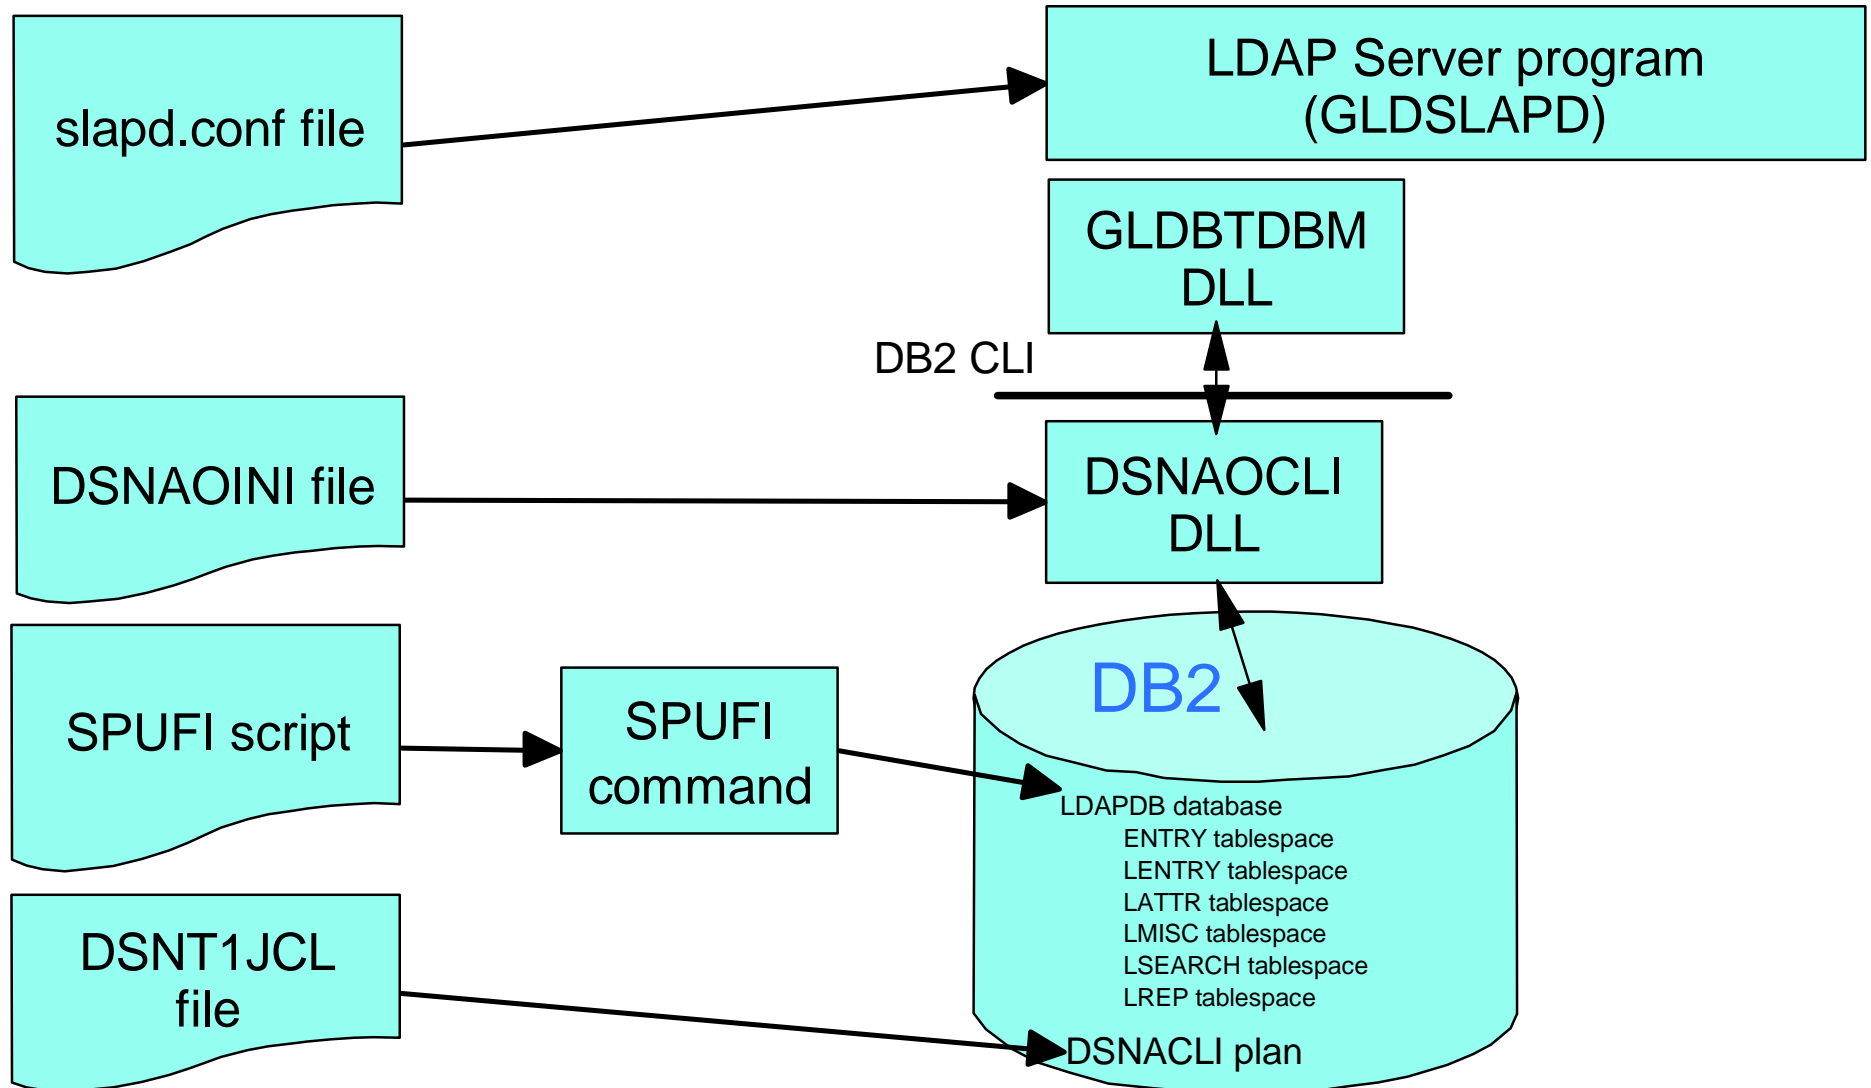 slapd.conf file
LDAP Server program
(GLDSLAPD)
GLDBTDBM
DLL
DB2 CLI
DSNAOINI file
DSNAOCLI
DLL
SPUFI script
SPUFI
command
DB2
LDAPDB database
ENTRY tablespace
LENTRY tablespace
LATTR tablespace
LMISC tablespace
LSEARCH tablespace
LREP tablespace
DSNT1JCL
file
DSNACLI plan